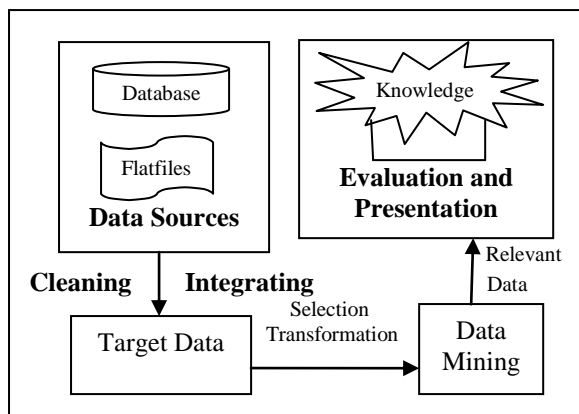 Database
Flatfiles
Data Sources
Knowledge
Evaluation and
Presentation
Cleaning
Integrating
Relevant
Data
Target Data
Selection
Transformation
Data
Mining